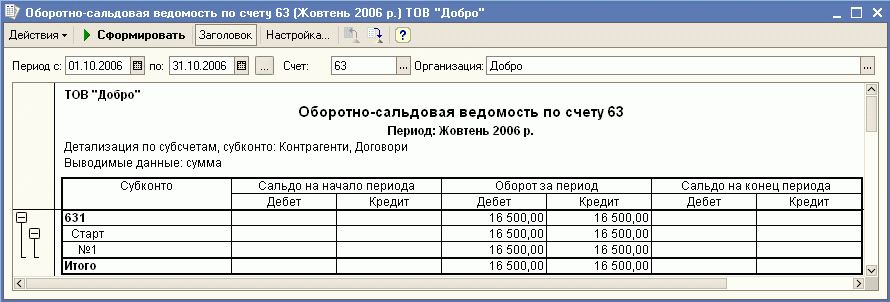 Оборотно-сальдовая ведомость по счету 63 (Жовтень 2006 р.) ТОВ "Добро"
Действия Сформировать Заголовок Настройка... ?
Период с: 01.10.2006 по: 31.10.2006 ... Счет: 63 ... Организация: Добро ...
ТОВ "Добро"
Оборотно-сальдовая ведомость по счету 63
Период: Жовтень 2006 р.
Детализация по субсчетам, субконто: Контрагенти, Договори
Выводимые данные: сумма
Субконто Сальдо на начало периода Оборот за период Сальдо на конец периода
Дебет Кредит Дебет Кредит Дебет Кредит
631 16 500,00 16 500,00
Старт 16 500,00 16 500,00
№1 16 500,00 16 500,00
Итого 16 500,00 16 500,00